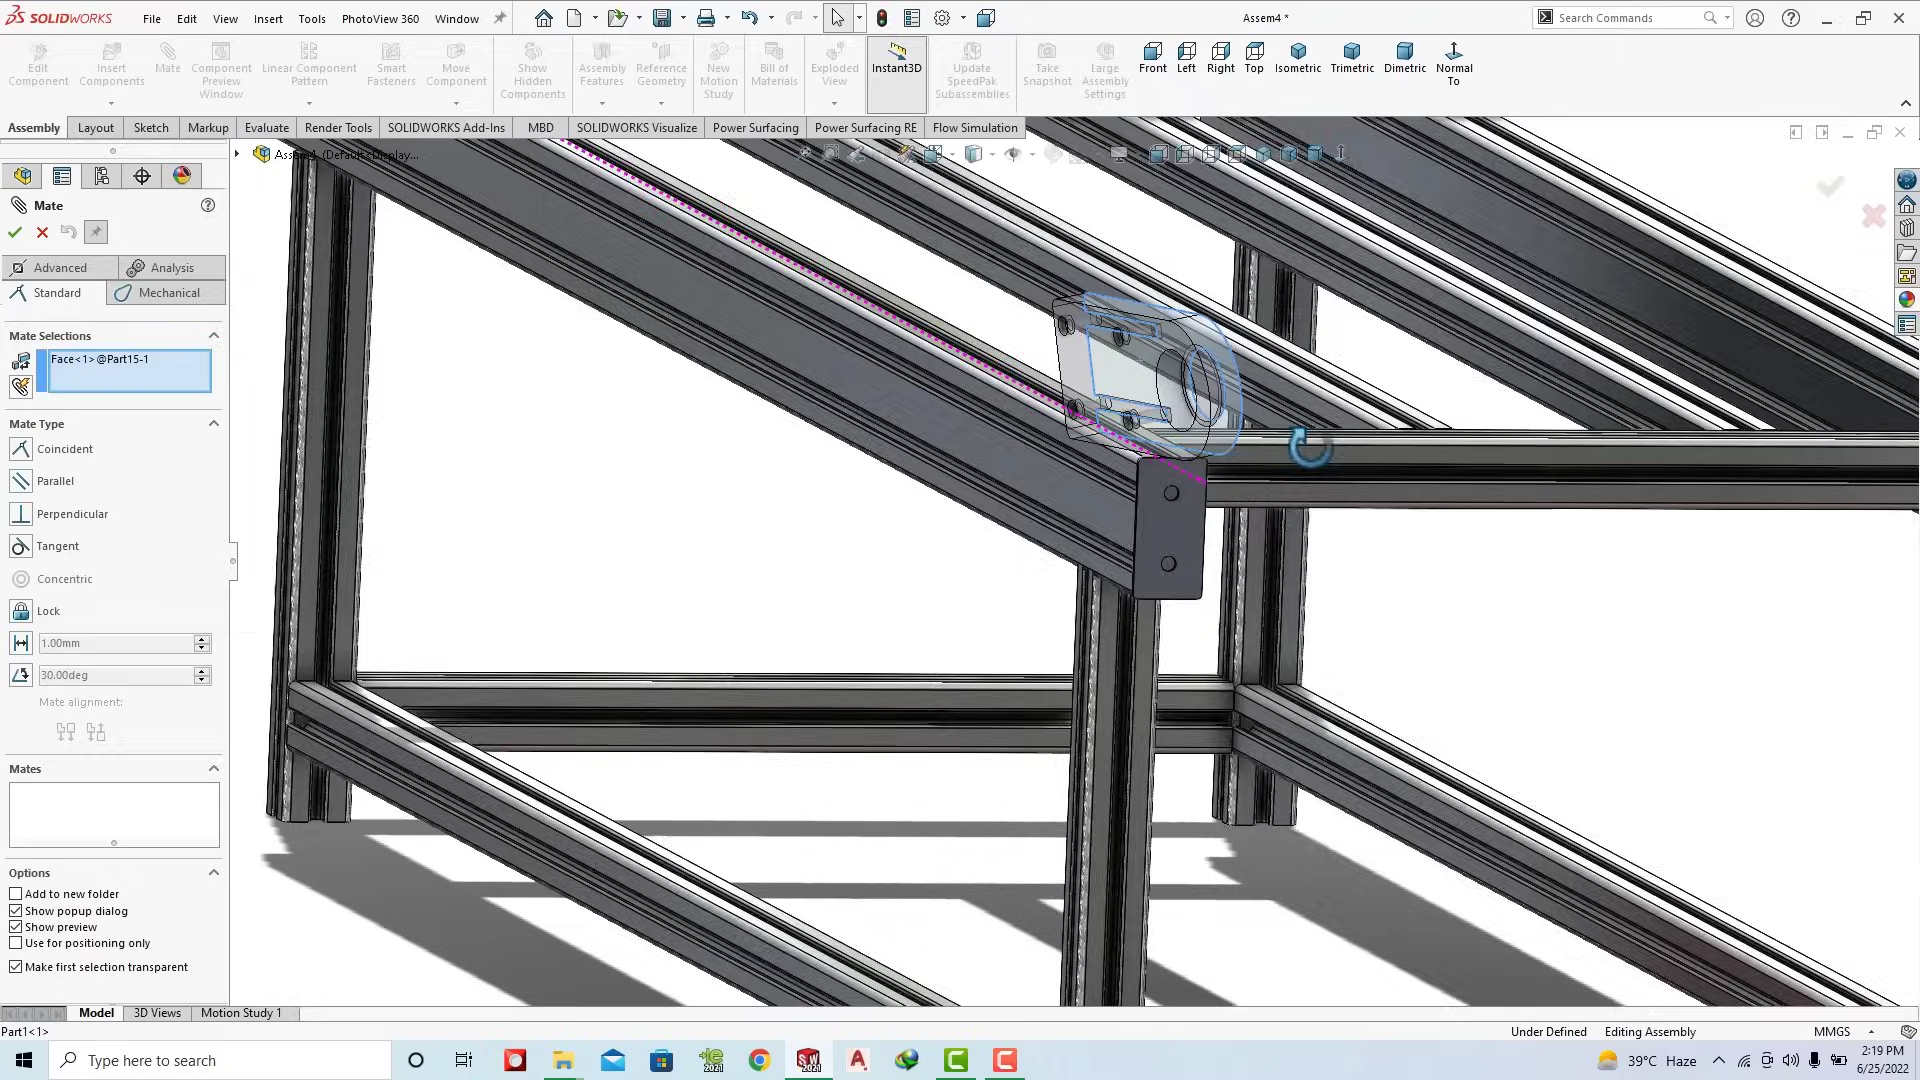 SOLIDWORKS
File Edit View Insert Tools PhotoView 360 Window
Assem4 *
Search Commands
Edit Component
Insert Components
Mate
Component Preview Window
Linear Component Pattern
Smart Fasteners
Move Component
Show Hidden Components
Assembly Features
Reference Geometry
New Motion Study
Bill of Materials
Exploded View
Instant3D
Update SpeedPak Subassemblies
Take Snapshot
Large Assembly Settings
Front
Left
Right
Top
Isometric
Trimetric
Dimetric
Normal To
Assembly Layout Sketch Markup Evaluate Render Tools SOLIDWORKS Add-Ins MBD SOLIDWORKS Visualize Power Surfacing Power Surfacing RE Flow Simulation
Assem4 (Default<Display...
Mate
Advanced Analysis
Standard Mechanical
Mate Selections
Face<1>@Part15-1
Mate Type
Coincident
Parallel
Perpendicular
Tangent
Concentric
Lock
1.00mm
30.00deg
Mate alignment:
Mates
Options
Add to new folder
Show popup dialog
Show preview
Use for positioning only
Make first selection transparent
Model 3D Views Motion Study 1
Part1<1>
Under Defined Editing Assembly MMGS
Type here to search
39°C Haze
2:19 PM
6/25/2022